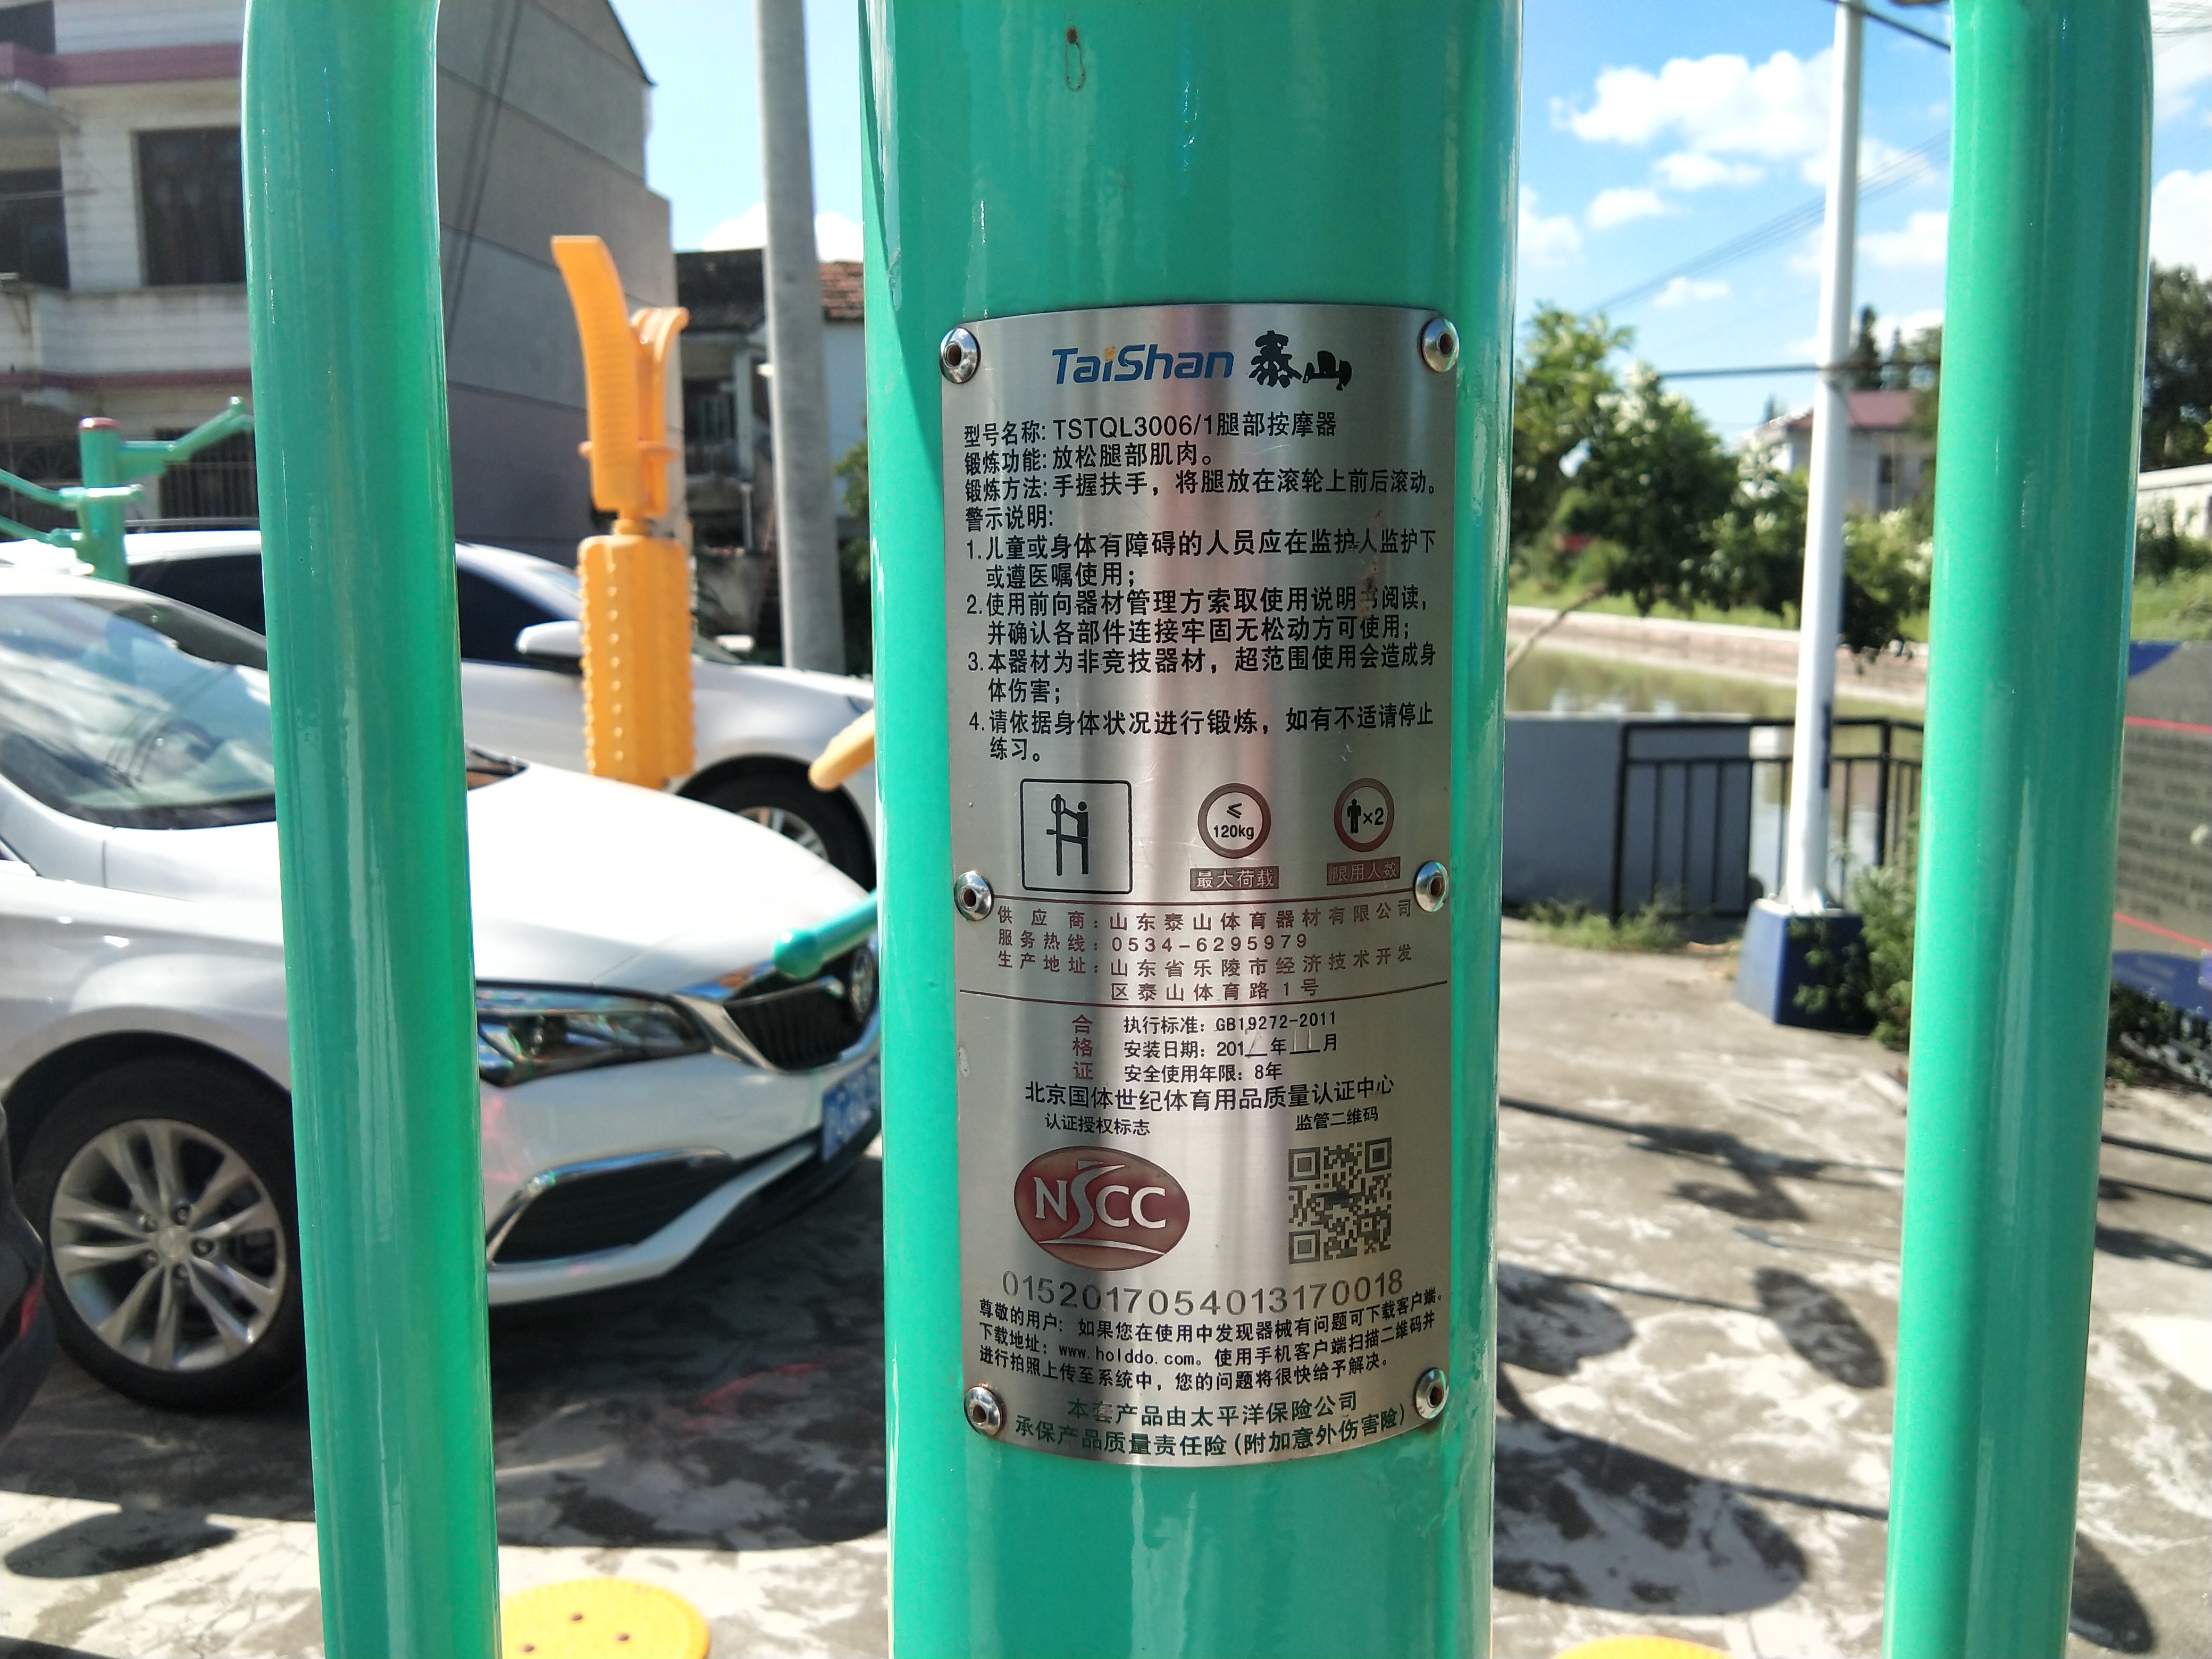 TaiShan 泰山
型号名称: TSTQL3006/1腿部按摩器
锻炼功能: 放松腿部肌肉。
锻炼方法: 手握扶手，将腿放在滚轮上前后滚动。
警示说明:
1. 儿童或身体有障碍的人员应在监护人监护下
或遵医嘱使用；
2. 使用前向器材管理方索取使用说明书阅读，
并确认各部件连接牢固无松动方可使用；
3. 本器材为非竞技器材，超范围使用会造成身
体伤害；
4. 请依据身体状况进行锻炼，如有不适请停止
练习。
≤
120kg
×2
最大荷载
限用人数
供应商：山东泰山体育器材有限公司
服务热线：0534-6295979
生产地址：山东省乐陵市经济技术开发
区泰山体育路1号
合格证
执行标准：GB19272-2011
安装日期：201__年11月
安全使用年限：8年
北京国体世纪体育用品质量认证中心
认证授权标志
监管二维码
NSCC
01520170540131​70018
尊敬的用户：如果您在使用中发现器械有问题可下载客户端。
下载地址：www.holddo.com。使用手机客户端扫描二维码并
进行拍照上传至系统中，您的问题将很快给予解决。
本套产品由太平洋保险公司
承保产品质量责任险(附加意外伤害险)